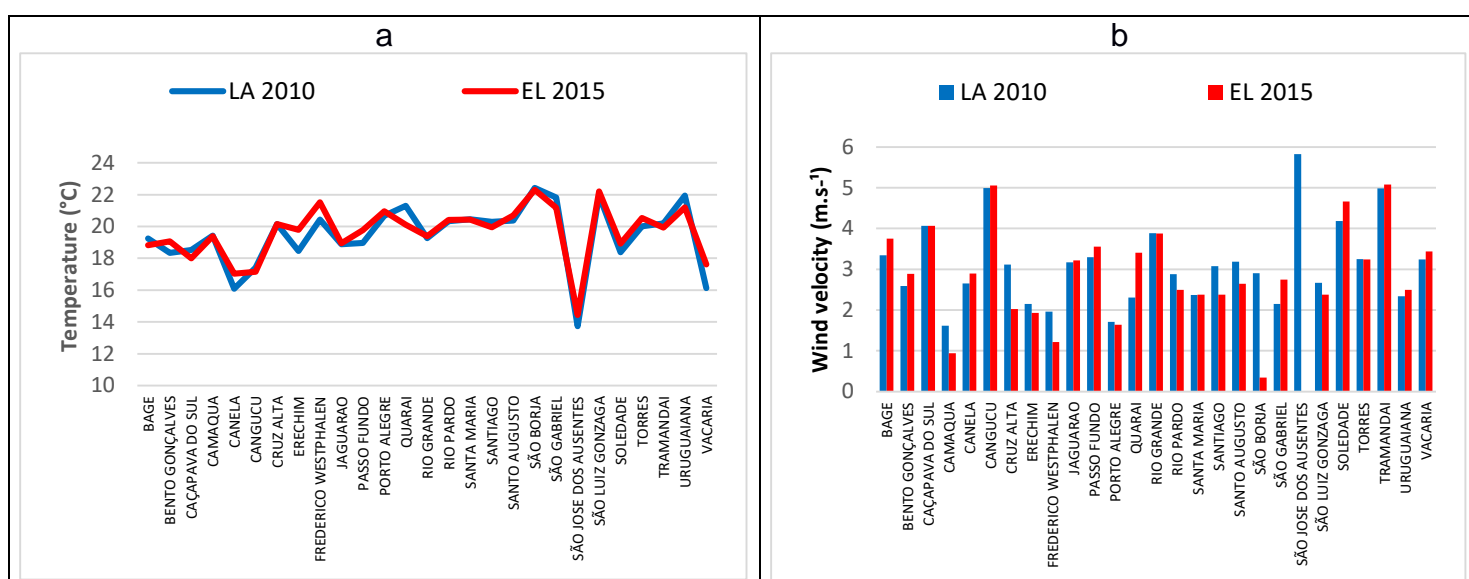 a
LA 2010 EL 2015
Temperature (°C)
24
22
20
18
16
14
12
10
BAGE
BENTO GONÇALVES
CAÇAPAVA DO SUL
CAMAQUA
CANELA
CANGUCU
CRUZ ALTA
ERECHIM
FREDERICO WESTPHALEN
JAGUARAO
PASSO FUNDO
PORTO ALEGRE
QUARAI
RIO GRANDE
RIO PARDO
SANTA MARIA
SANTIAGO
SANTO AUGUSTO
SÃO BORJA
SÃO GABRIEL
SÃO JOSE DOS AUSENTES
SÃO LUIZ GONZAGA
SOLEDADE
TORRES
TRAMANDAI
URUGUAIANA
VACARIA
b
LA 2010 EL 2015
Wind velocity (m.s-¹)
6
5
4
3
2
1
0
BAGE
BENTO GONÇALVES
CAÇAPAVA DO SUL
CAMAQUA
CANELA
CANGUCU
CRUZ ALTA
ERECHIM
FREDERICO WESTPHALEN
JAGUARAO
PASSO FUNDO
PORTO ALEGRE
QUARAI
RIO GRANDE
RIO PARDO
SANTA MARIA
SANTIAGO
SANTO AUGUSTO
SÃO BORJA
SÃO GABRIEL
SÃO JOSE DOS AUSENTES
SÃO LUIZ GONZAGA
SOLEDADE
TORRES
TRAMANDAI
URUGUAIANA
VACARIA